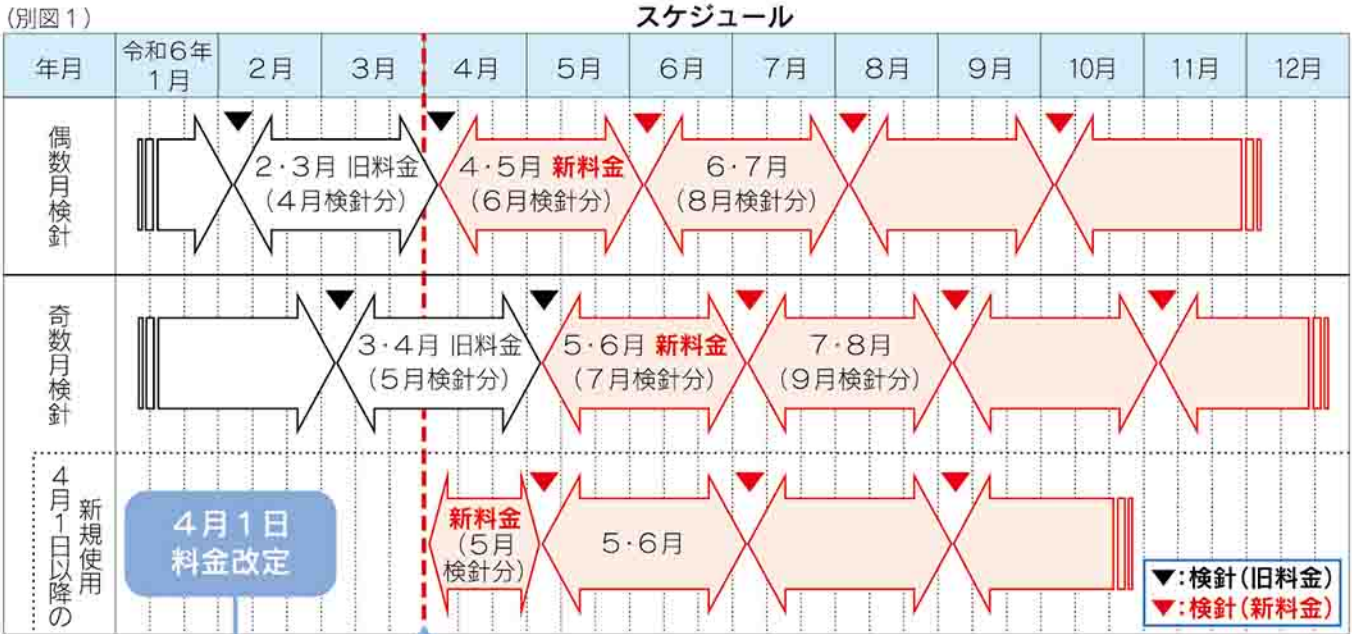 (別図1)
スケジュール
年月
令和6年
1月
2月
3月
4月
5月
6月
7月
8月
9月
10月
11月
12月
偶数月検針
2・3月 旧料金
(4月検針分)
4・5月 新料金
(6月検針分)
6・7月
(8月検針分)
奇数月検針
3・4月 旧料金
(5月検針分)
5・6月 新料金
(7月検針分)
7・8月
(9月検針分)
4月1日以降の
新規使用
4月1日
料金改定
新料金
(5月
検針分)
5・6月
▼:検針(旧料金)
▼:検針(新料金)